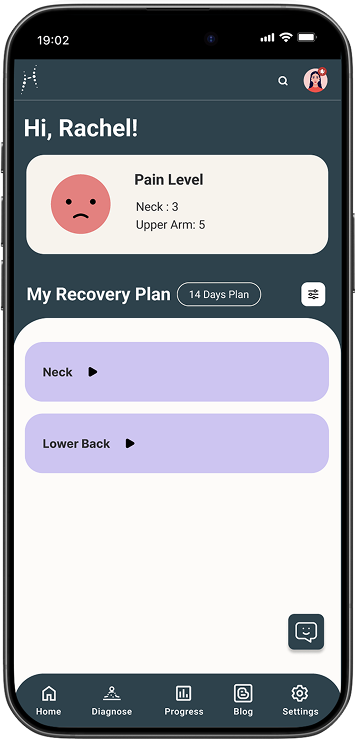 19:02
Hi, Rachel!
Pain Level
Neck : 3
Upper Arm: 5
My Recovery Plan
14 Days Plan
Neck
Lower Back
Home
Diagnose
Progress
Blog
Settings